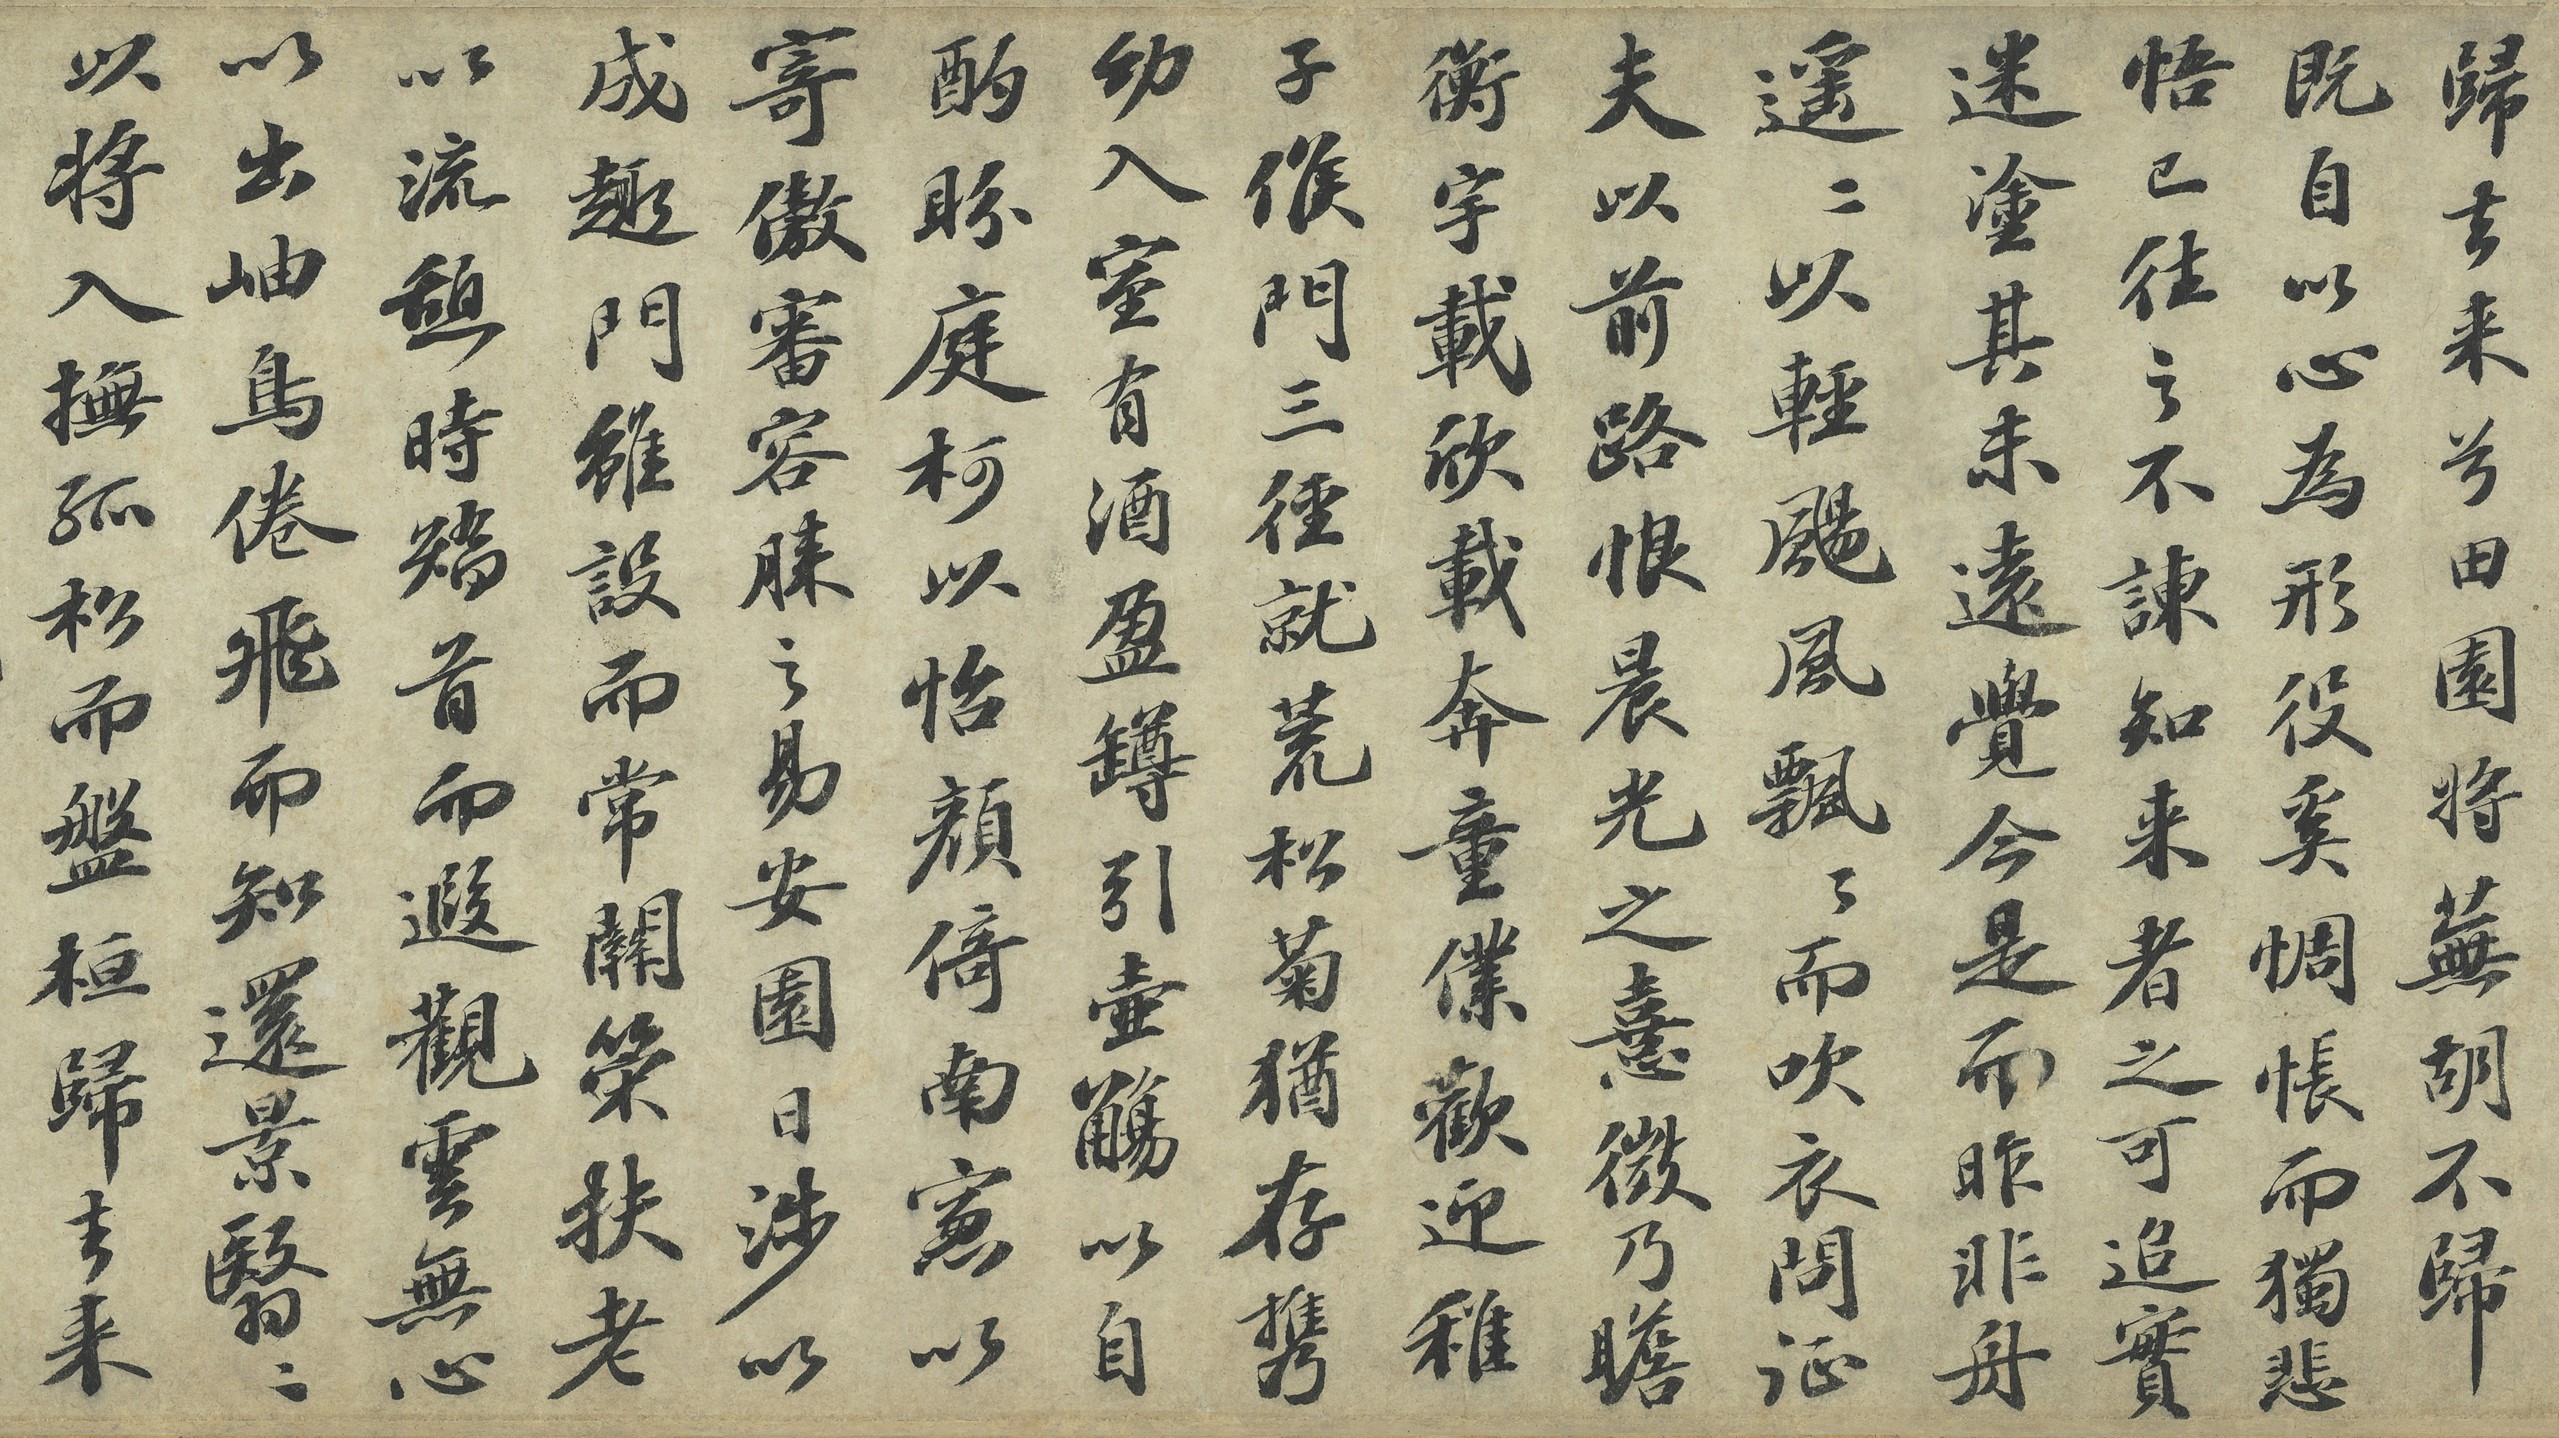 歸去来兮田園將蕪胡不歸
既自以心為形役奚惆悵而獨悲
悟已往之不諫知来者之可追實
迷塗其未遠覺今是而昨非舟
遥〻以輕颺風飄〻而吹衣問征
夫以前路恨晨光之憙微乃瞻
衡宇載欣載奔童僕歡迎稚
子候門三徑就荒松菊猶存携
幼入室有酒盈罇引壺觴以自
酌眄庭柯以怡顔倚南窓以
寄傲審容膝之易安園日涉以
成趣門雖設而常關策扶老
以流憩時矯首而遐觀雲無心
以出岫鳥倦飛而知還景翳〻
以將入撫孤松而盤桓歸去来